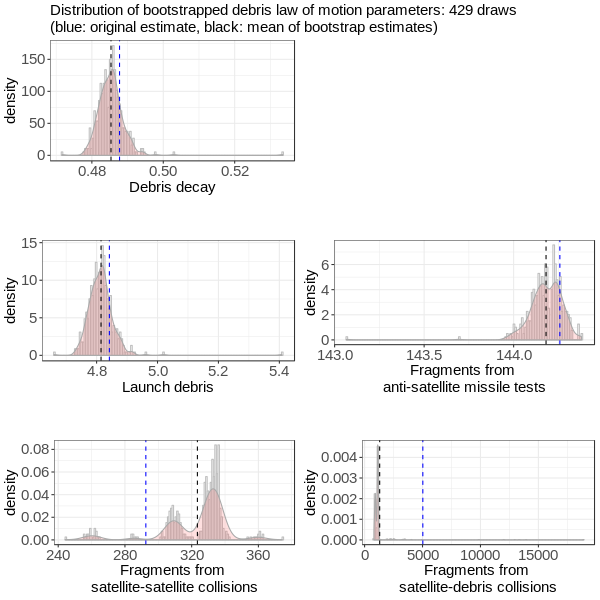 Distribution of bootstrapped debris law of motion parameters: 429 draws
(blue: original estimate, black: mean of bootstrap estimates)
density
150
100
50
0
0.48 0.50 0.52
Debris decay
density
15
10
5
0
4.8 5.0 5.2 5.4
Launch debris
density
6
4
2
0
143.0 143.5 144.0
Fragments from
anti-satellite missile tests
density
0.08
0.06
0.04
0.02
0.00
240 280 320 360
Fragments from
satellite-satellite collisions
density
0.004
0.003
0.002
0.001
0.000
0 5000 10000 15000
Fragments from
satellite-debris collisions